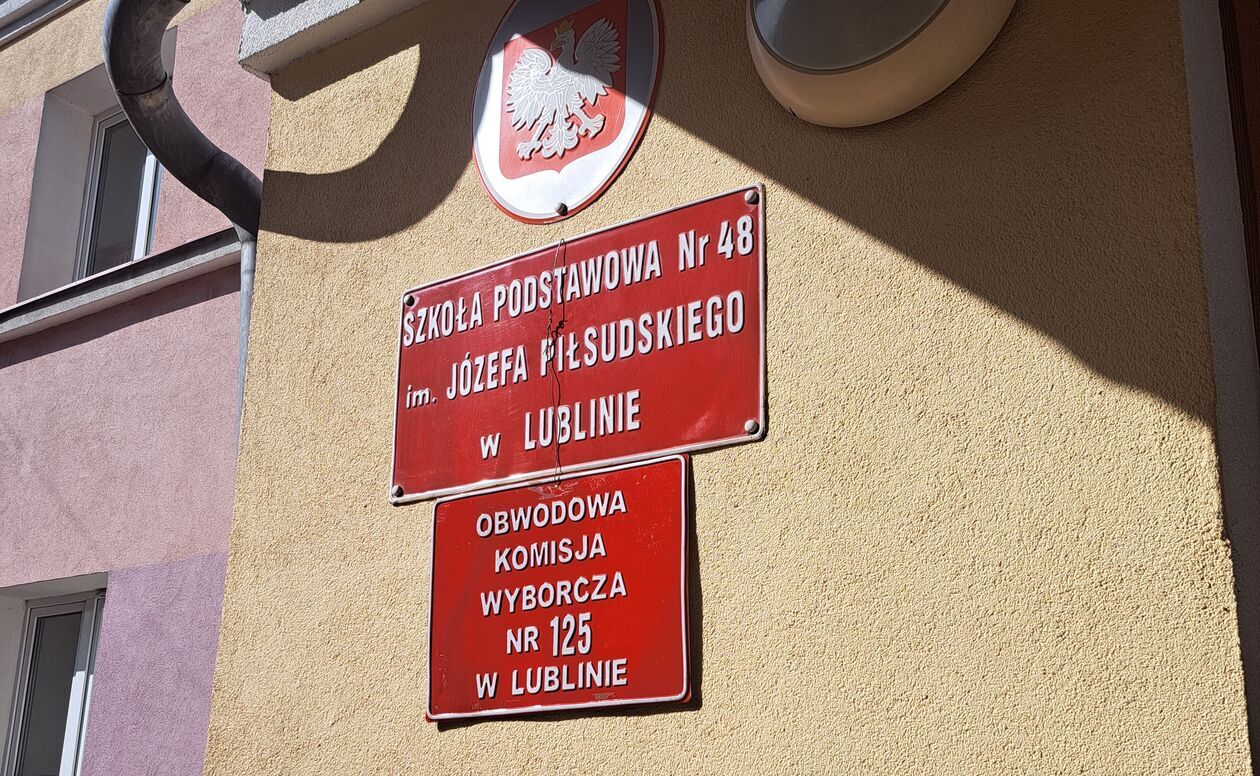 SZKOŁA PODSTAWOWA Nr 48
im. JÓZEFA PIŁSUDSKIEGO
w LUBLINIE
OBWODOWA
KOMISJA
WYBORCZA
NR 125
W LUBLINIE